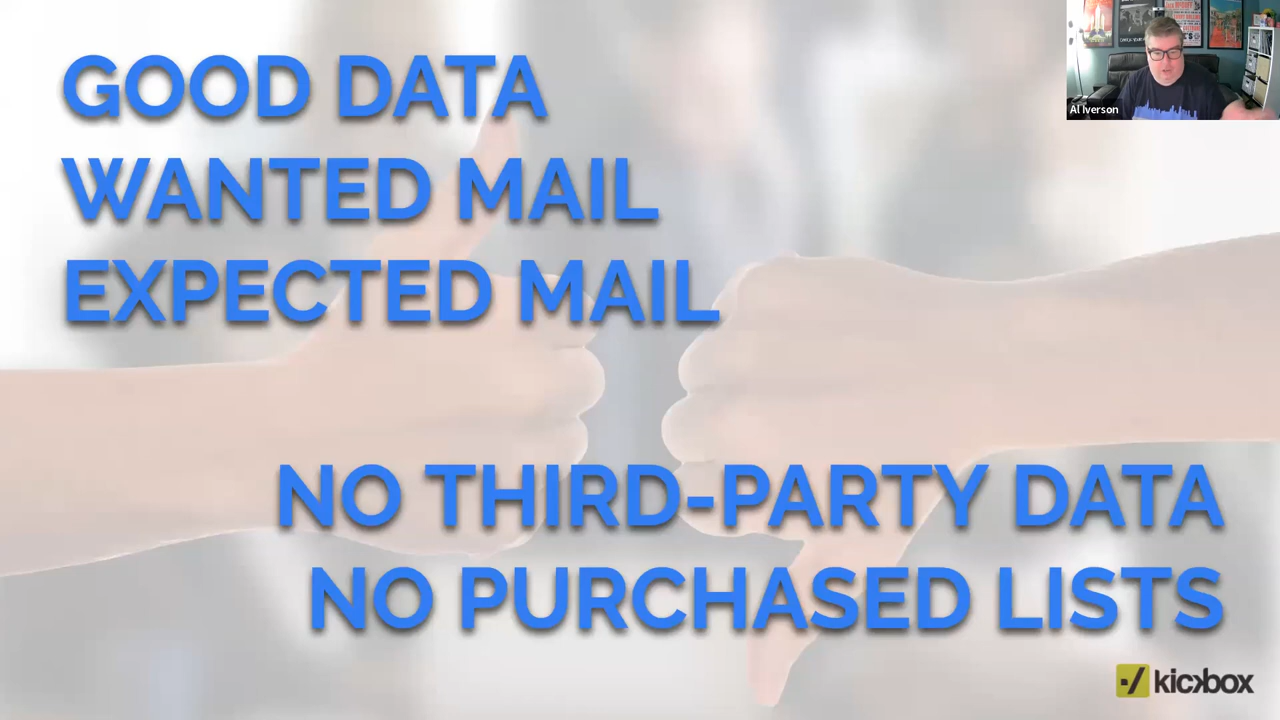 GOOD DATA
WANTED MAIL
EXPECTED MAIL
NO THIRD-PARTY DATA
NO PURCHASED LISTS
Al Iverson
kickbox